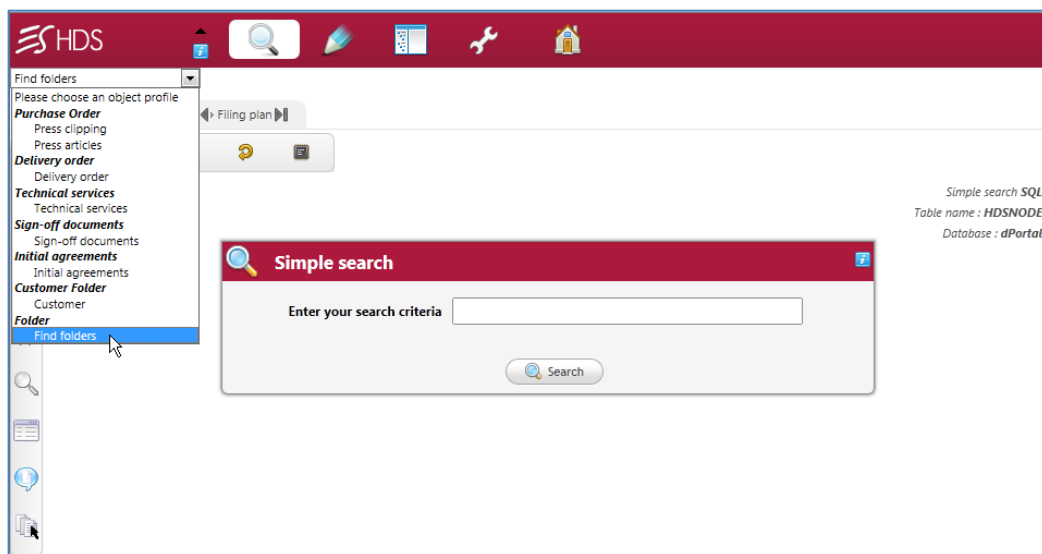 HDS
Find folders
Please choose an object profile
Purchase Order
Press clipping
Press articles
Delivery order
Delivery order
Technical services
Technical services
Sign-off documents
Sign-off documents
Initial agreements
Initial agreements
Customer Folder
Customer
Folder
Find folders
Filing plan
Simple search SQL
Table name : HDSNODE
Database : dPortal
Simple search
Enter your search criteria
Search